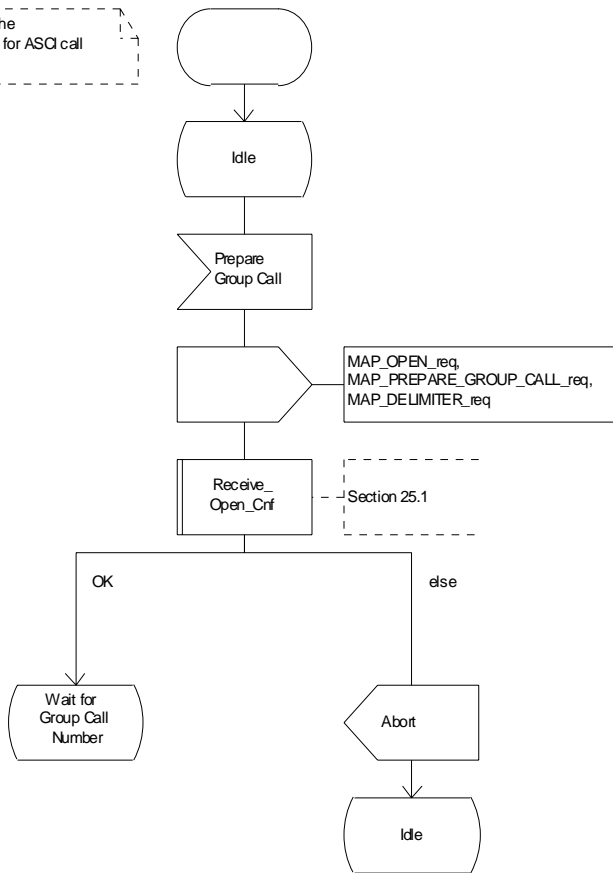 he
for ASCI call
Idle
Prepare
Group Call
MAP_OPEN_req,
MAP_PREPARE_GROUP_CALL_req,
MAP_DELIMITER_req
Receive_
Open_Cnf
Section 25.1
OK
else
Wait for
Group Call
Number
Abort
Idle